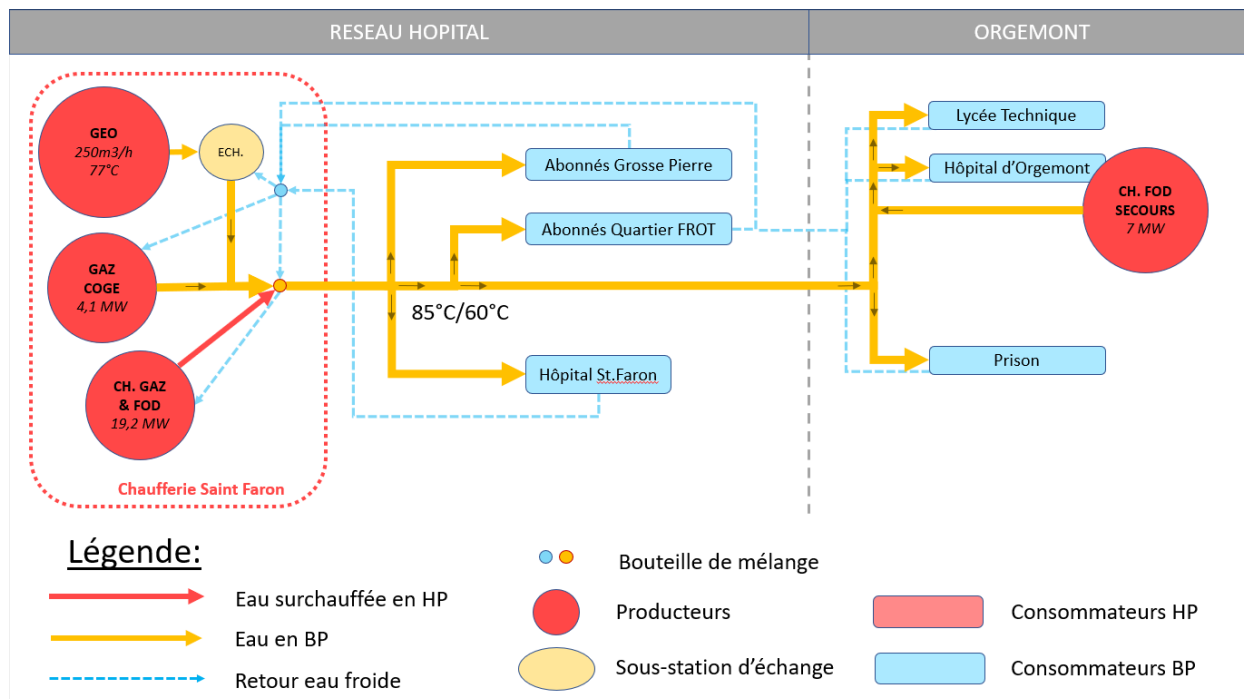 RESEAU HOPITAL
ORGEMONT
GEO
250m3/h
77°C
ECH.
GAZ
COGE
4,1 MW
CH. GAZ
& FOD
19,2 MW
Chaufferie Saint Faron
Abonnés Grosse Pierre
Abonnés Quartier FROT
85°C/60°C
Hôpital St.Faron
Lycée Technique
Hôpital d'Orgemont
CH. FOD
SECOURS
7 MW
Prison
Légende:
Eau surchauffée en HP
Eau en BP
Retour eau froide
Bouteille de mélange
Producteurs
Sous-station d'échange
Consommateurs HP
Consommateurs BP